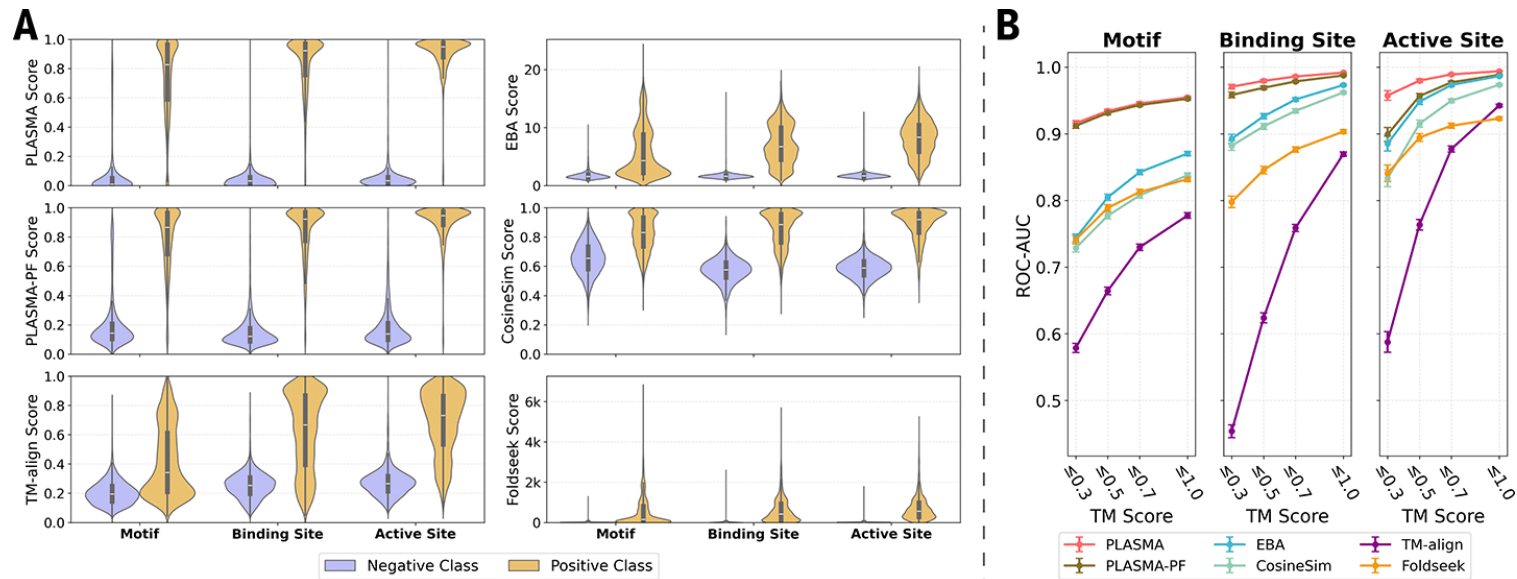 A
PLASMA Score
1.0
0.8
0.6
0.4
0.2
0.0
EBA Score
20
10
0
PLASMA-PF Score
1.0
0.8
0.6
0.4
0.2
0.0
CosineSim Score
1.0
0.8
0.6
0.4
0.2
0.0
TM-align Score
1.0
0.8
0.6
0.4
0.2
0.0
Motif
Binding Site
Active Site
Foldseek Score
6k
4k
2k
0
Motif
Binding Site
Active Site
Negative Class
Positive Class
B
Motif
Binding Site
Active Site
ROC-AUC
1.0
0.9
0.8
0.7
0.6
0.5
≤0.3
≤0.5
≤0.7
≤1.0
≤0.3
≤0.5
≤0.7
≤1.0
≤0.3
≤0.5
≤0.7
≤1.0
TM Score
TM Score
TM Score
PLASMA
EBA
TM-align
PLASMA-PF
CosineSim
Foldseek